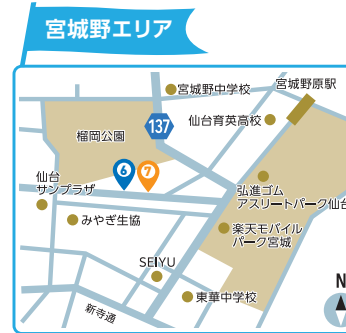 宮城野エリア
宮城野中学校
宮城野原駅
137
仙台育英高校
榴岡公園
6
7
仙台
サンプラザ
弘進ゴム
アスリートパーク仙台
みやぎ生協
楽天モバイル
パーク宮城
SEIYU
N
東華中学校
新寺通